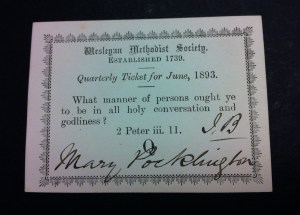 Wesleyan Methodist Society.
ESTABLISHED 1739.
Quarterly Ticket for June, 1893.
What manner of persons ought ye
to be in all holy conversation and
godliness?
2 Peter iii. 11.
J. B
Q
Mary Pocklington